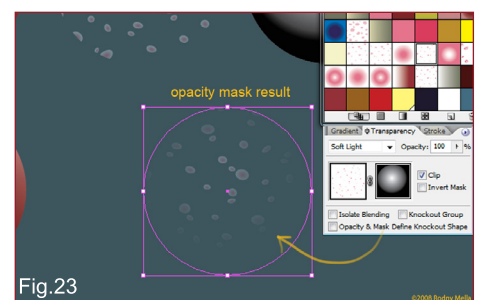 opacity mask result
Gradient Transparency Stroke
Soft Light Opacity: 100 %
Clip
Invert Mask
Isolate Blending Knockout Group
Opacity & Mask Define Knockout Shape
Fig.23
©2008 Rodny Mella